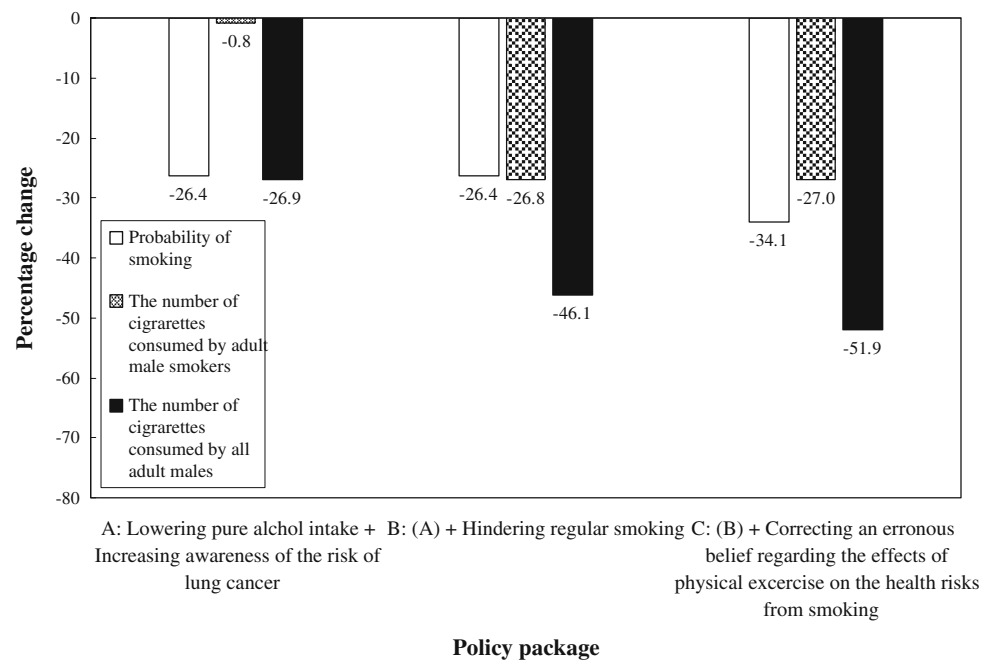 Percentage change
0
-10
-20
-30
-40
-50
-60
-70
-80
-26.4
-0.8
-26.9
-26.4
-26.8
-46.1
-34.1
-27.0
-51.9
Probability of
smoking
The number of
cigrarettes
consumed by adult
male smokers
The number of
cigrarettes
consumed by all
adult males
A: Lowering pure alchol intake +
Increasing awareness of the risk of
lung cancer
B: (A) + Hindering regular smoking
C: (B) + Correcting an erronous
belief regarding the effects of
physical excercise on the health risks
from smoking
Policy package